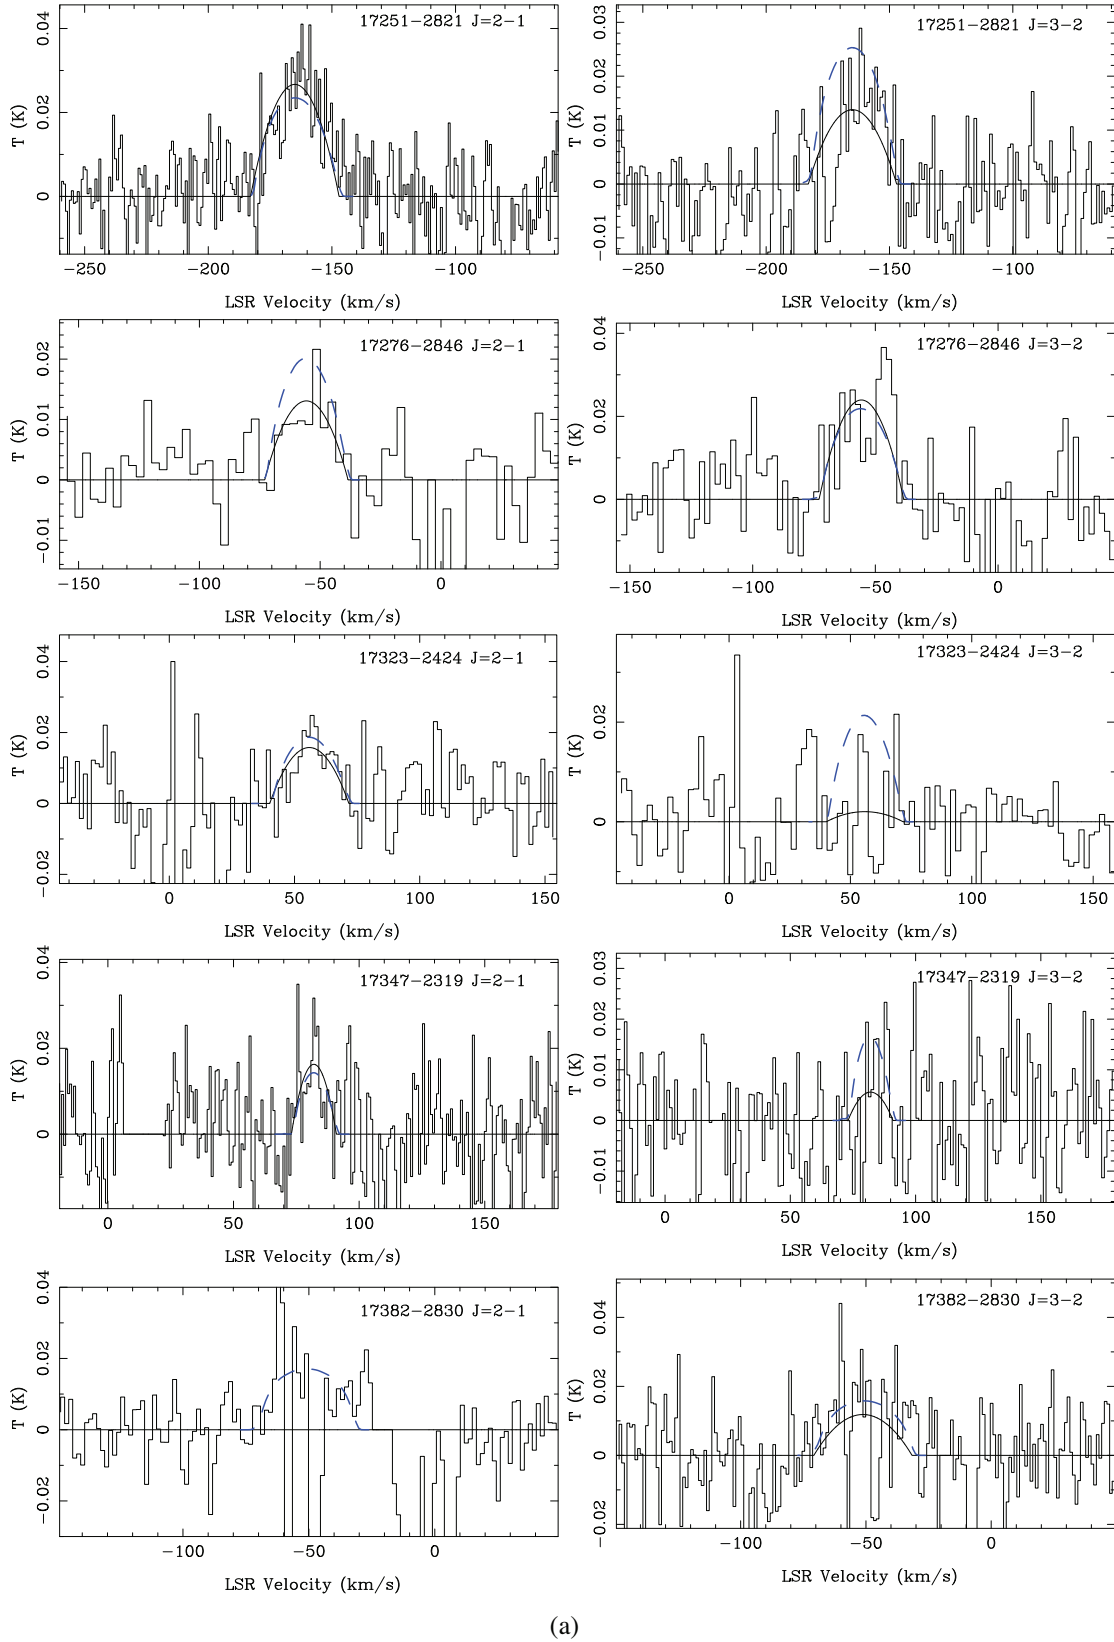 17251−2821 J=2−1
0.04
0.02
0
T (K)
−250 −200 −150 −100
LSR Velocity (km/s)
17251−2821 J=3−2
0.03
0.02
0.01
0
−0.01
T (K)
−250 −200 −150 −100
LSR Velocity (km/s)
17276−2846 J=2−1
0.02
0.01
0
−0.01
T (K)
−150 −100 −50 0
LSR Velocity (km/s)
17276−2846 J=3−2
0.04
0.02
0
T (K)
−150 −100 −50 0
LSR Velocity (km/s)
17323−2424 J=2−1
0.04
0.02
0
−0.02
T (K)
0 50 100 150
LSR Velocity (km/s)
17323−2424 J=3−2
0.02
0
T (K)
0 50 100 150
LSR Velocity (km/s)
17347−2319 J=2−1
0.04
0.02
0
T (K)
0 50 100 150
LSR Velocity (km/s)
17347−2319 J=3−2
0.03
0.02
0.01
0
−0.01
T (K)
0 50 100 150
LSR Velocity (km/s)
17382−2830 J=2−1
0.04
0.02
0
−0.02
T (K)
−100 −50 0
LSR Velocity (km/s)
17382−2830 J=3−2
0.04
0.02
0
−0.02
T (K)
−100 −50 0
LSR Velocity (km/s)
(a)